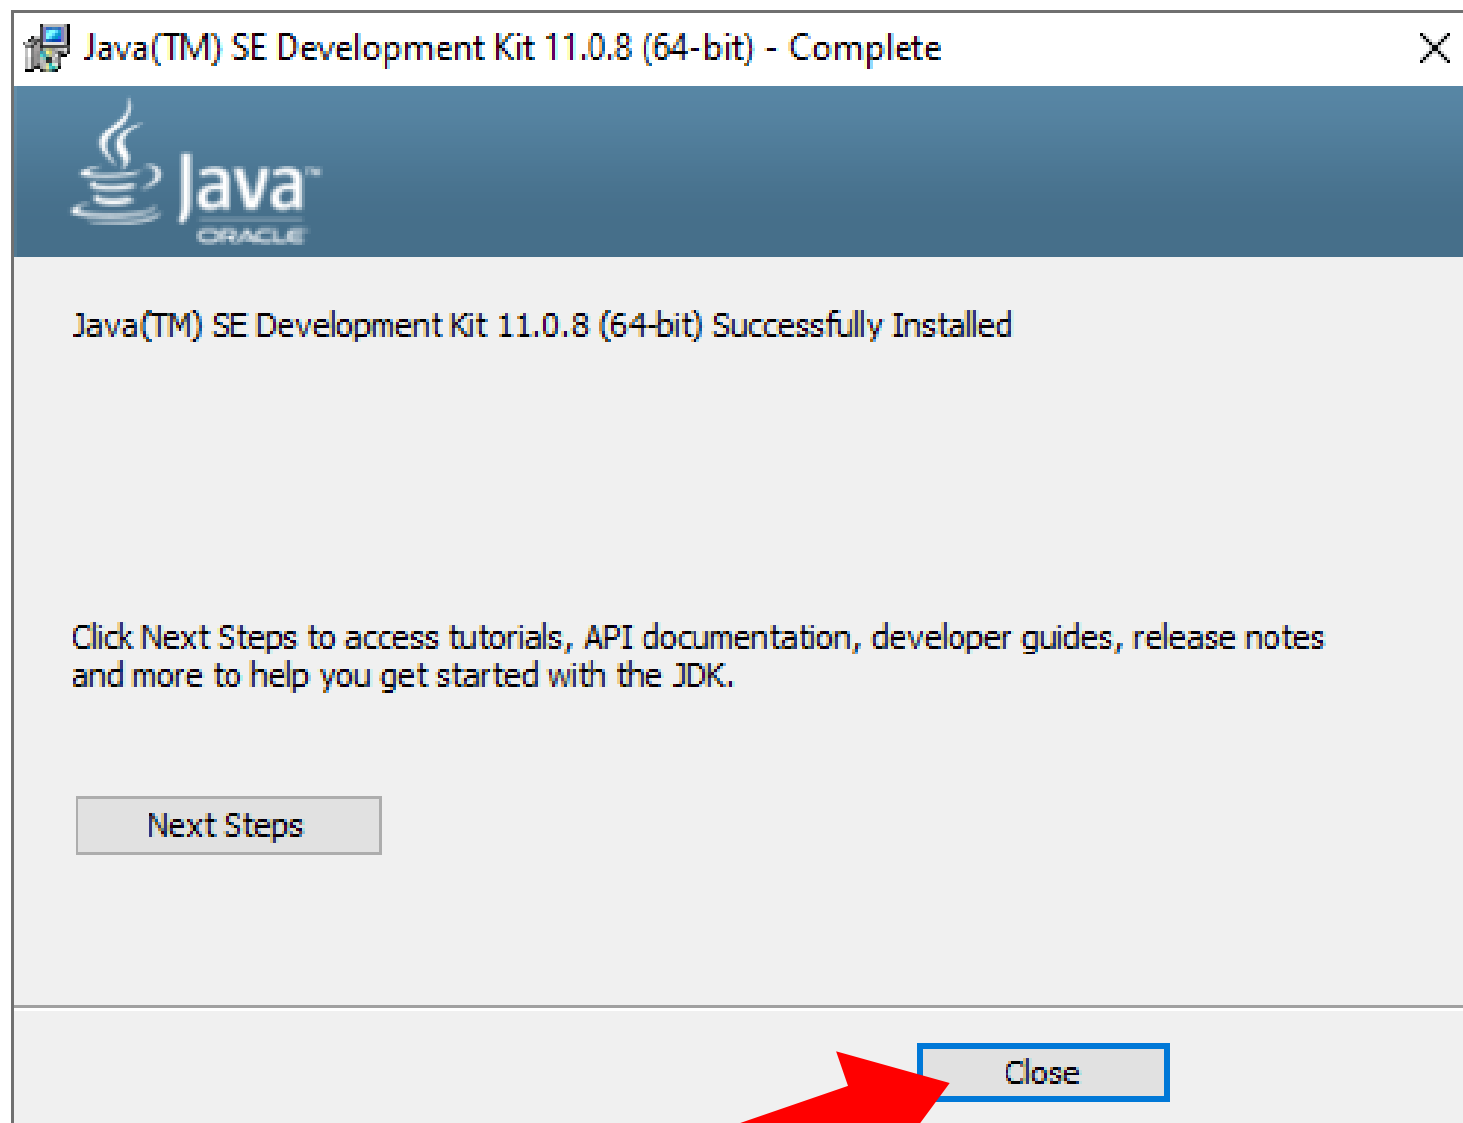 Java(TM) SE Development Kit 11.0.8 (64-bit) - Complete
Java™
ORACLE
Java(TM) SE Development Kit 11.0.8 (64-bit) Successfully Installed
Click Next Steps to access tutorials, API documentation, developer guides, release notes
and more to help you get started with the JDK.
Next Steps
Close